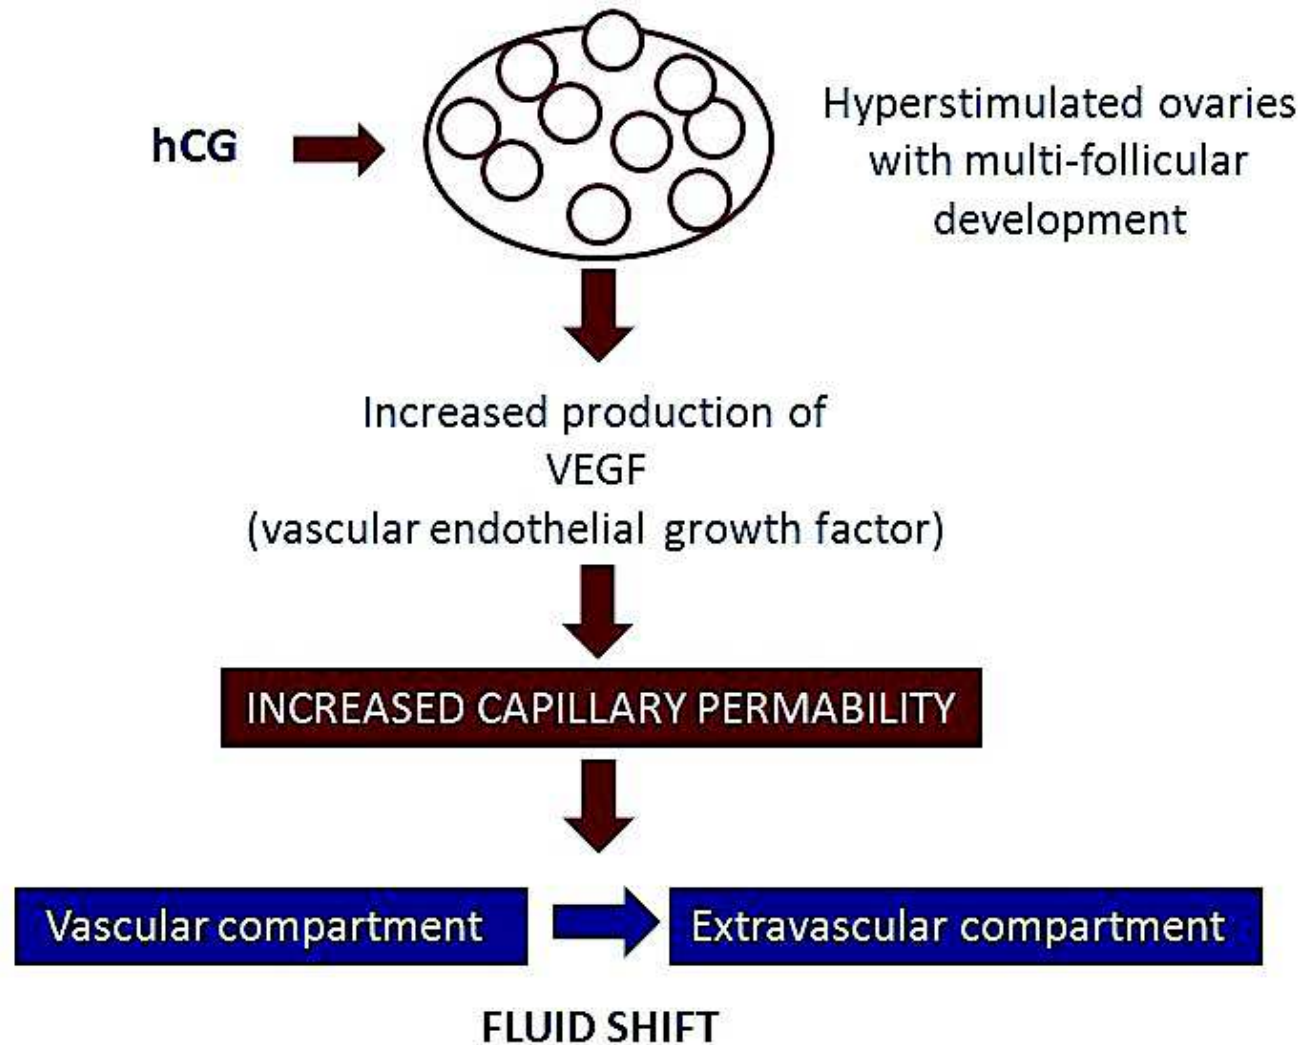 hCG
Hyperstimulated ovaries
with multi-follicular
development
Increased production of
VEGF
(vascular endothelial growth factor)
INCREASED CAPILLARY PERMABILITY
Vascular compartment
Extravascular compartment
FLUID SHIFT